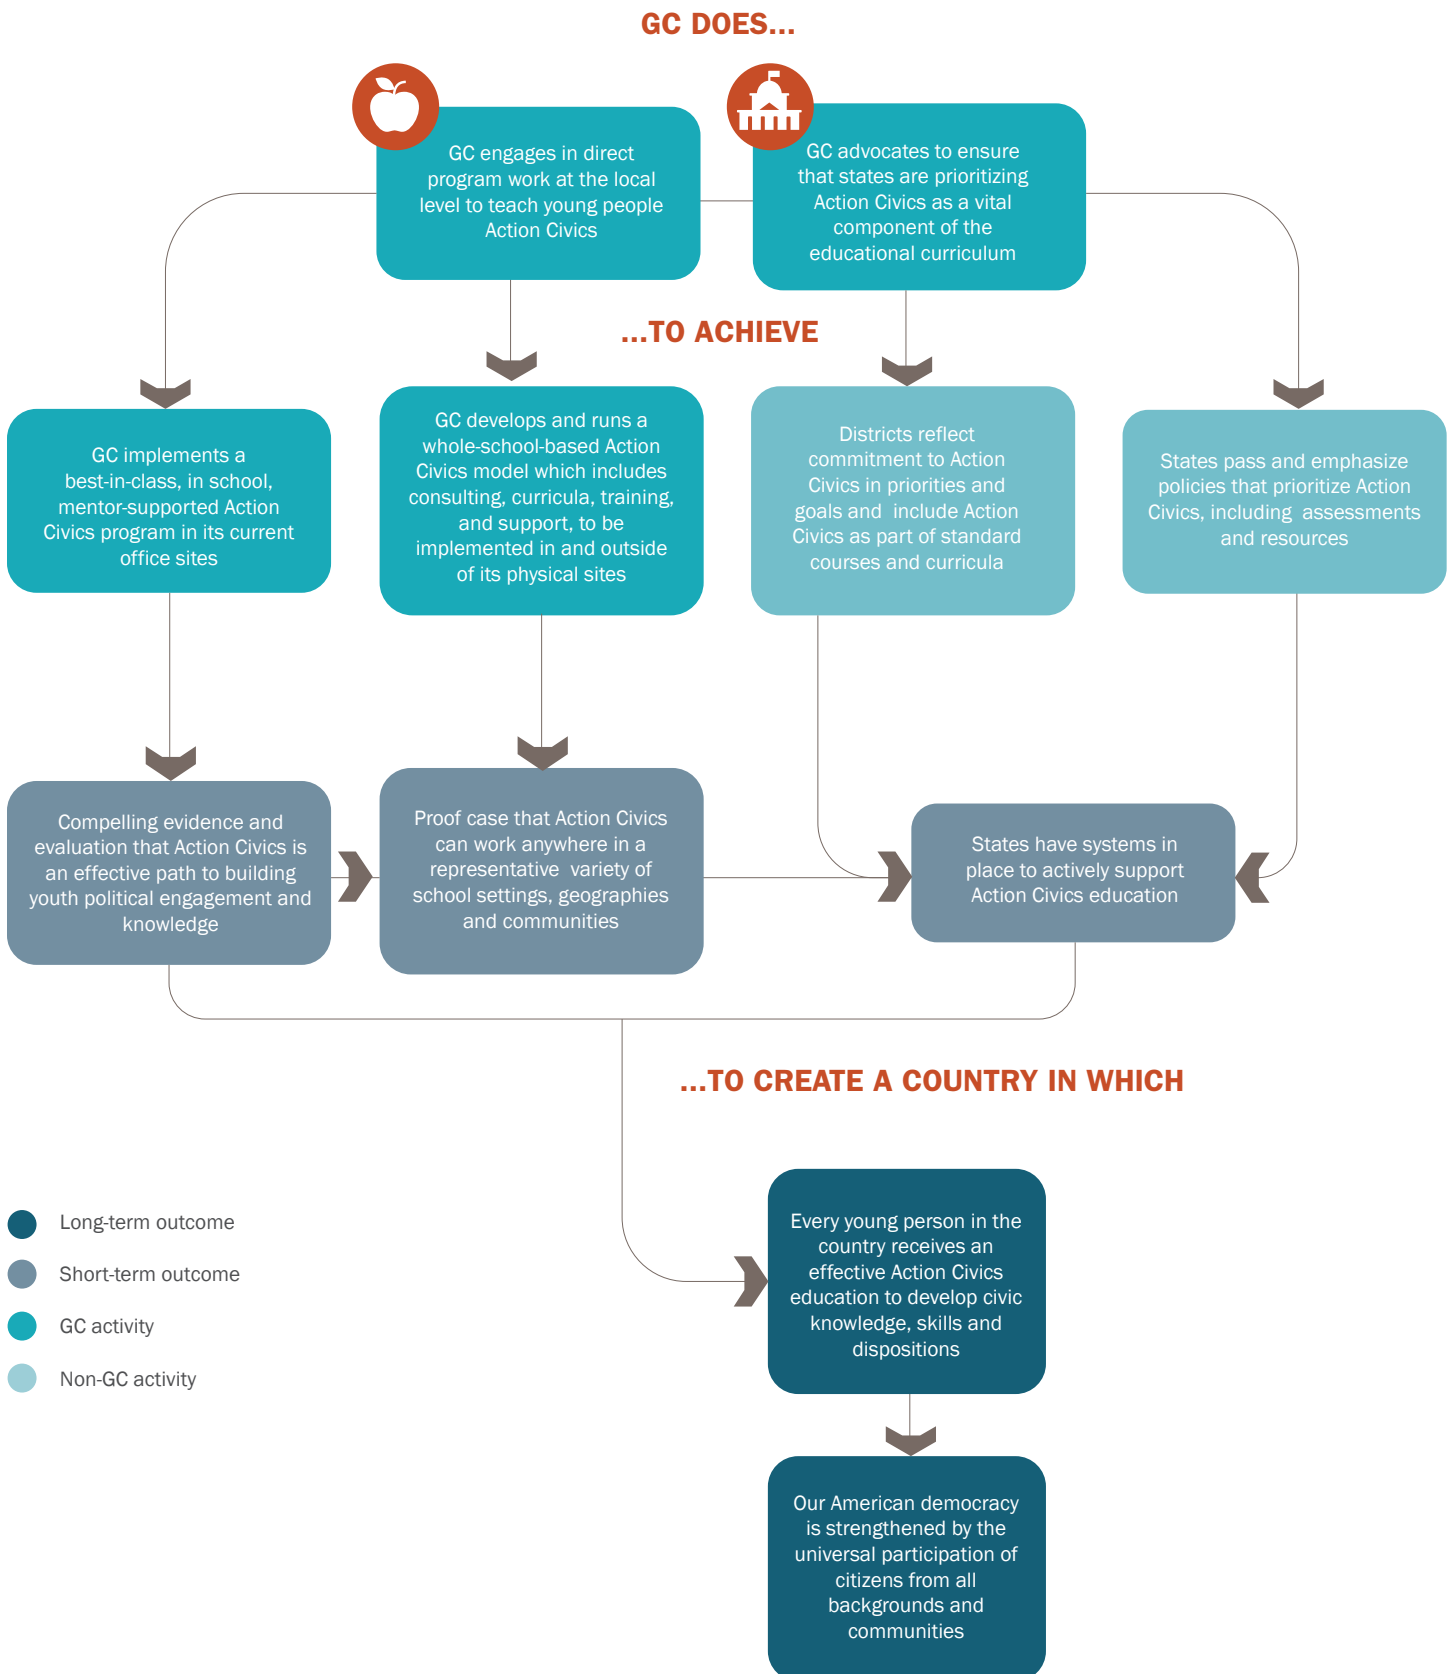 GC DOES...
GC engages in direct
program work at the local
level to teach young people
Action Civics
GC advocates to ensure
that states are prioritizing
Action Civics as a vital
component of the
educational curriculum
...TO ACHIEVE
GC implements a
best-in-class, in school,
mentor-supported Action
Civics program in its current
office sites
GC develops and runs a
whole-school-based Action
Civics model which includes
consulting, curricula, training,
and support, to be
implemented in and outside
of its physical sites
Districts reflect
commitment to Action
Civics in priorities and
goals and include Action
Civics as part of standard
courses and curricula
States pass and emphasize
policies that prioritize Action
Civics, including assessments
and resources
Compelling evidence and
evaluation that Action Civics is
an effective path to building
youth political engagement and
knowledge
Proof case that Action Civics
can work anywhere in a
representative variety of
school settings, geographies
and communities
States have systems in
place to actively support
Action Civics education
...TO CREATE A COUNTRY IN WHICH
Every young person in the
country receives an
effective Action Civics
education to develop civic
knowledge, skills and
dispositions
Our American democracy
is strengthened by the
universal participation of
citizens from all
backgrounds and
communities
Long-term outcome
Short-term outcome
GC activity
Non-GC activity